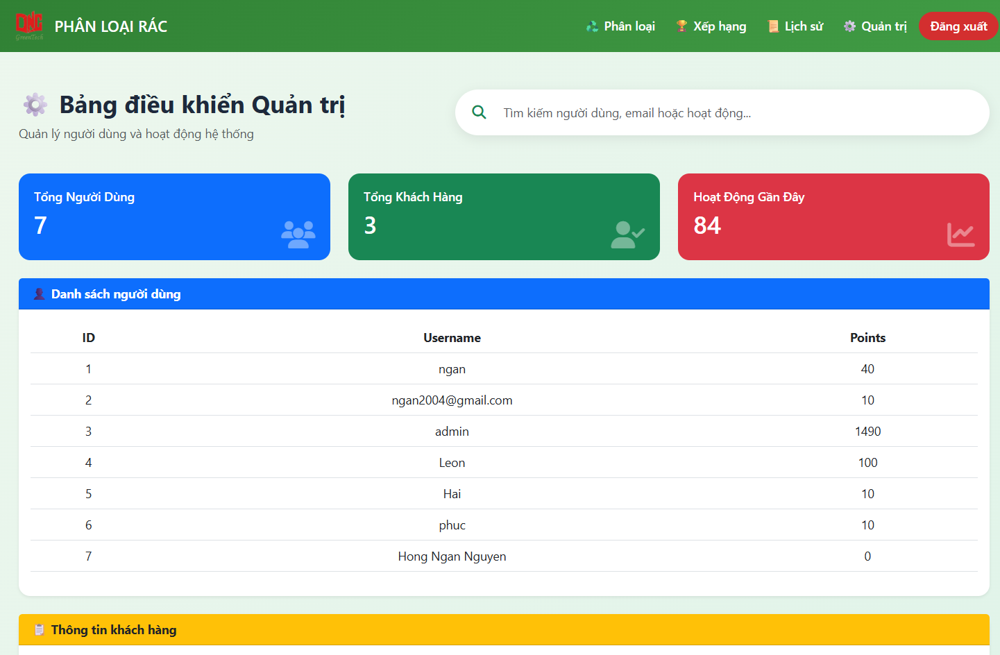 DNC
GreenTech
PHÂN LOẠI RÁC
Phân loại
Xếp hạng
Lịch sử
Quản trị
Đăng xuất
Bảng điều khiển Quản trị
Quản lý người dùng và hoạt động hệ thống
Tìm kiếm người dùng, email hoặc hoạt động...
Tổng Người Dùng
7
Tổng Khách Hàng
3
Hoạt Động Gần Đây
84
Danh sách người dùng
ID Username Points
1 ngan 40
2 ngan2004@gmail.com 10
3 admin 1490
4 Leon 100
5 Hai 10
6 phuc 10
7 Hong Ngan Nguyen 0
Thông tin khách hàng